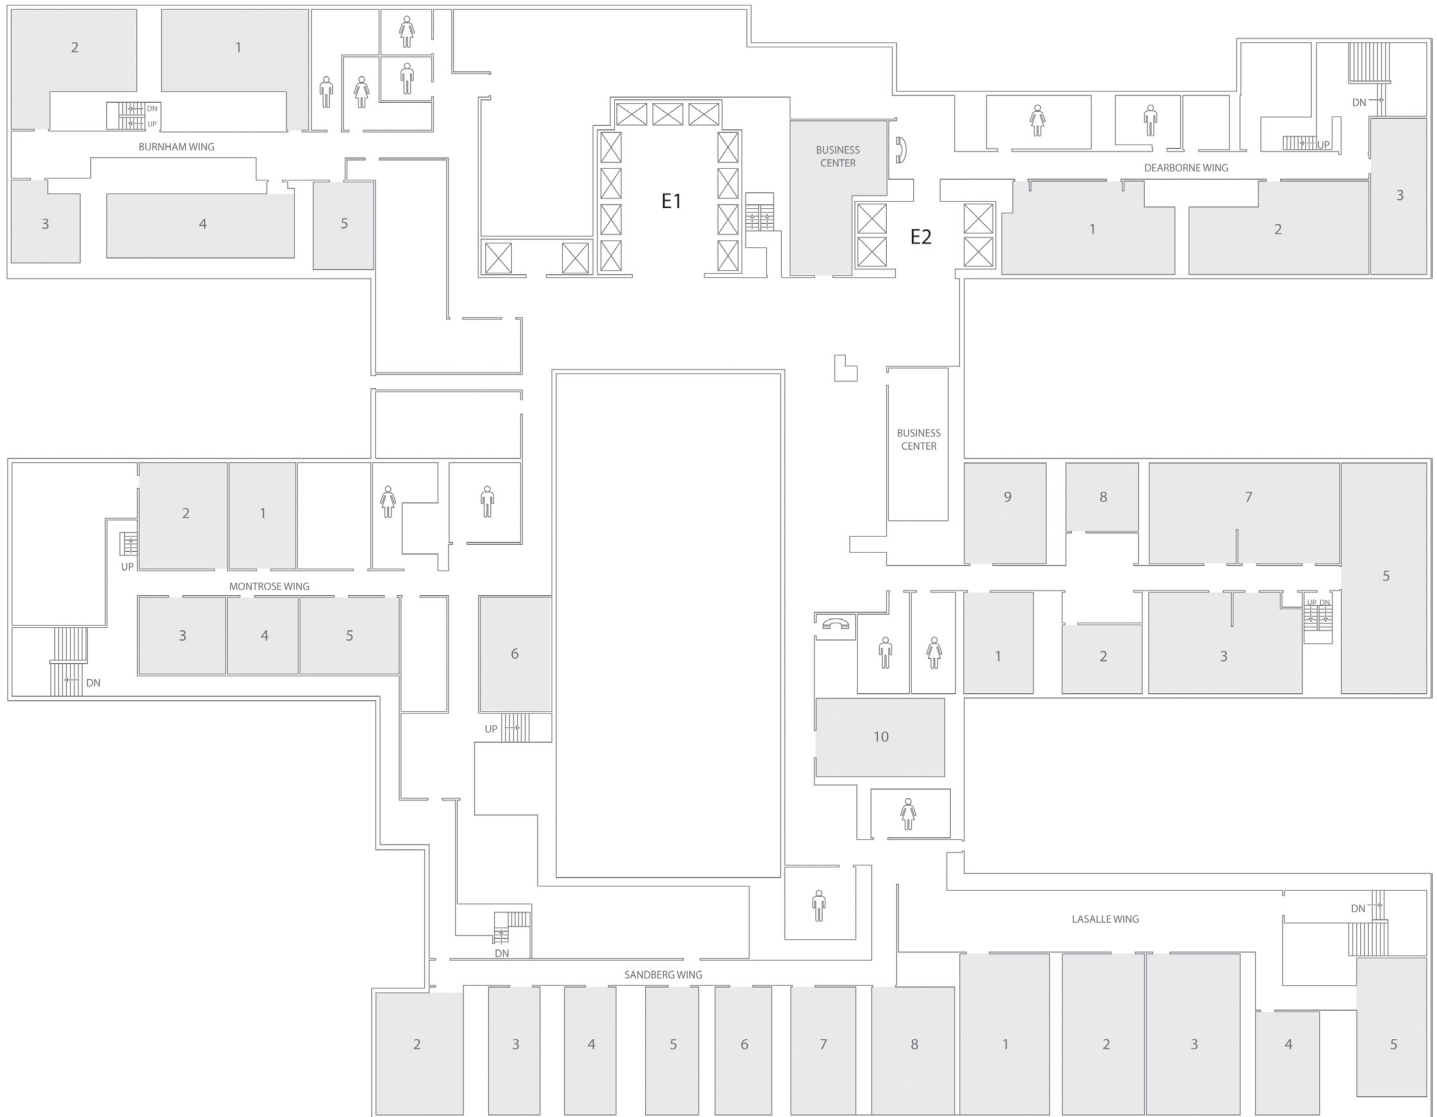 2
1
DN
UP
BURNHAM WING
3
4
5
E1
BUSINESS
CENTER
E2
DN
UP
DEARBORNE WING
1
2
3
BUSINESS
CENTER
2
1
UP
MONTROSE WING
3
4
5
6
DN
UP
9
8
7
5
UP DN
1
2
3
10
DN
SANDBERG WING
2
3
4
5
6
7
8
LASALLE WING
DN
1
2
3
4
5